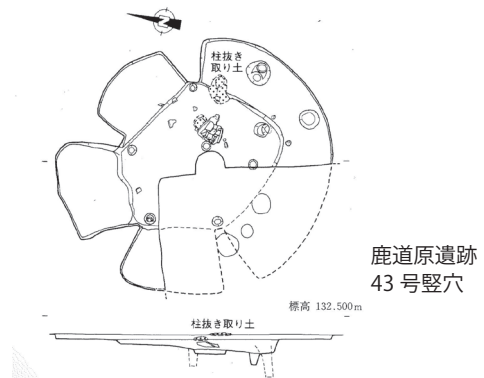 N
柱抜き
取り土
鹿道原遺跡
43 号竪穴
標高 132.500m
柱抜き取り土